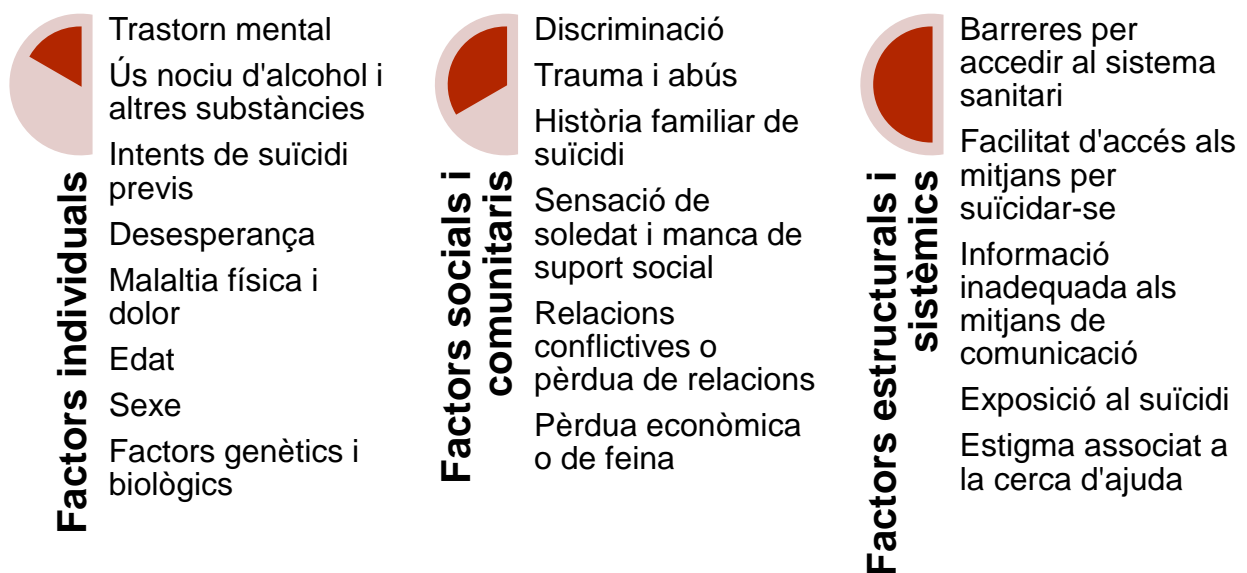 Factors individuals
Trastorn mental
Ús nociu d'alcohol i
altres substàncies
Intents de suïcidi
previs
Desesperança
Malaltia física i
dolor
Edat
Sexe
Factors genètics i
biològics
Factors socials i
comunitaris
Discriminació
Trauma i abús
Història familiar de
suïcidi
Sensació de
soledat i manca de
suport social
Relacions
conflictives o
pèrdua de relacions
Pèrdua econòmica
o de feina
Factors estructurals i
sistèmics
Barreres per
accedir al sistema
sanitari
Facilitat d'accés als
mitjans per
suïcidar-se
Informació
inadequada als
mitjans de
comunicació
Exposició al suïcidi
Estigma associat a
la cerca d'ajuda